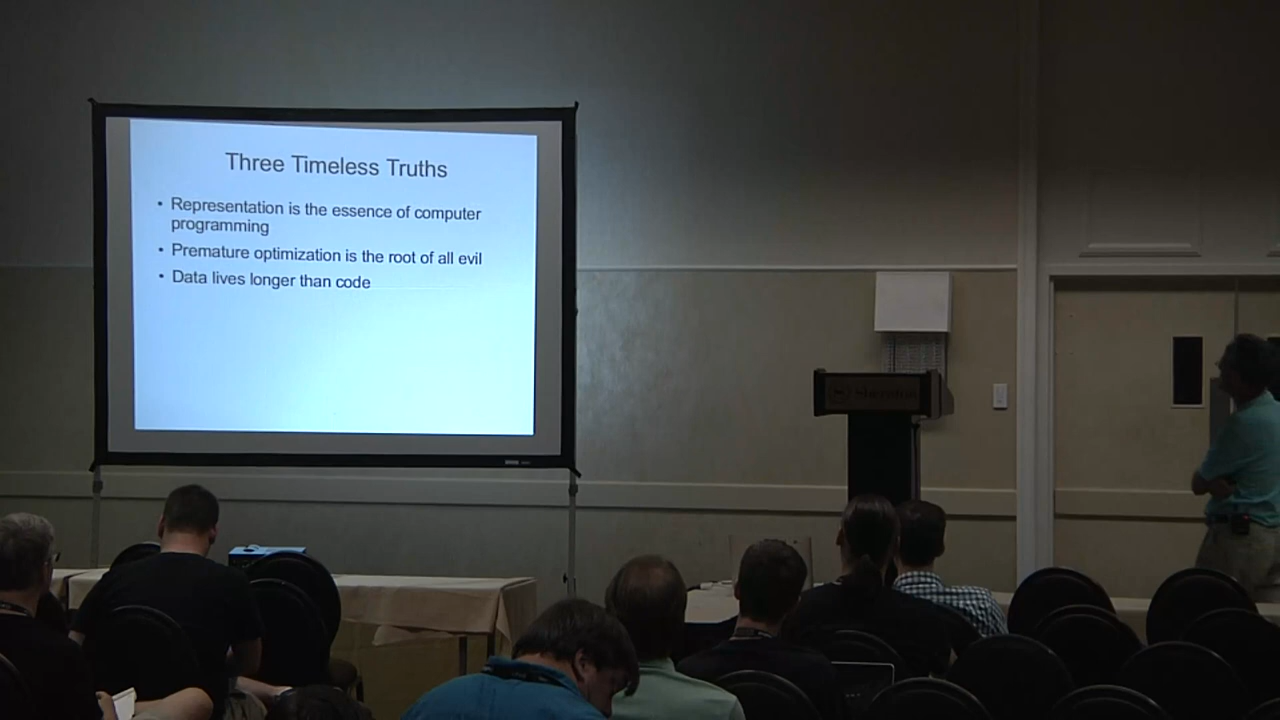 Three Timeless Truths
• Representation is the essence of computer
programming
• Premature optimization is the root of all evil
• Data lives longer than code